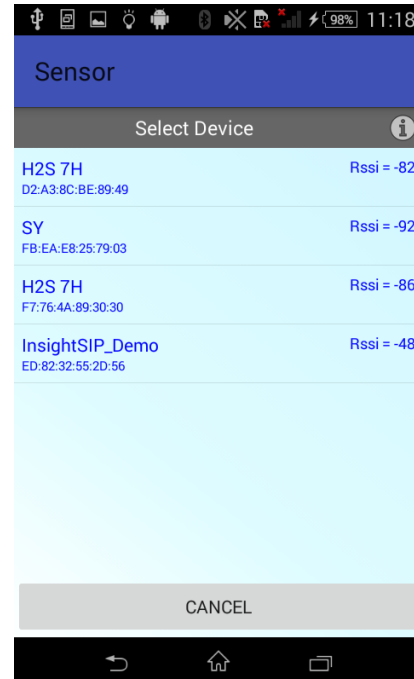 98% 11:18
Sensor
Select Device
H2S 7H Rssi = -82
D2:A3:8C:BE:89:49
SY Rssi = -92
FB:EA:E8:25:79:03
H2S 7H Rssi = -86
F7:76:4A:89:30:30
InsightSIP_Demo Rssi = -48
ED:82:32:55:2D:56
CANCEL